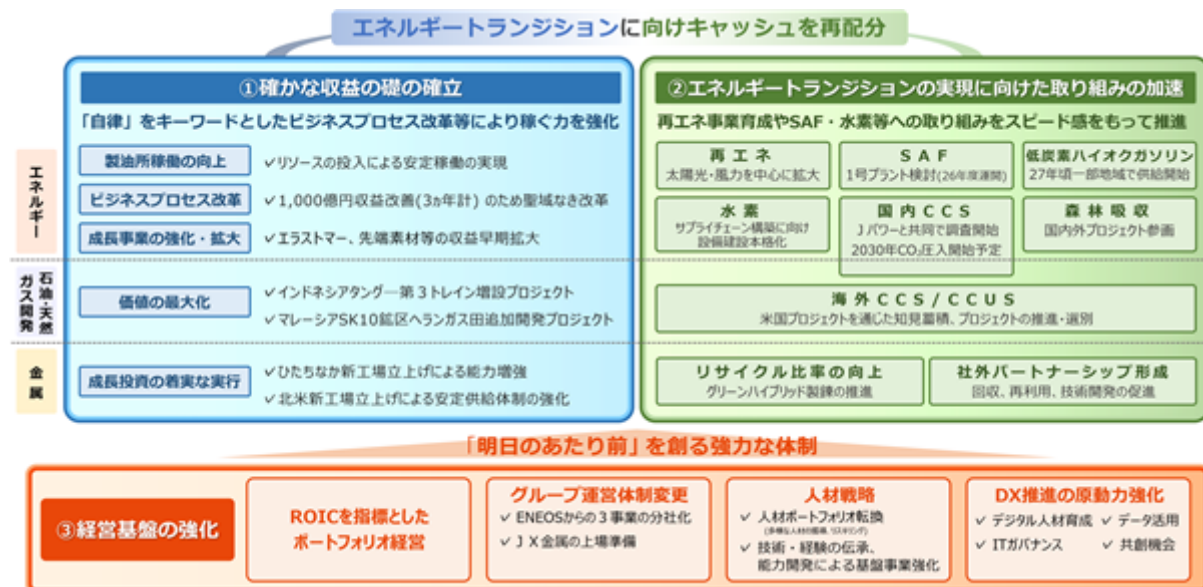 エネルギートランジションに向けキャッシュを再配分
①確かな収益の礎の確立
「自律」をキーワードとしたビジネスプロセス改革等により稼ぐ力を強化
エネルギー
製油所稼働の向上
✓リソースの投入による安定稼働の実現
ビジネスプロセス改革
✓1,000億円収益改善(3ヵ年計) のため聖域なき改革
成長事業の強化・拡大
✓エラストマー、先端素材等の収益早期拡大
石油・天然
ガス開発
価値の最大化
✓インドネシアタングー第3トレイン増設プロジェクト
✓マレーシアSK10鉱区ヘランガス田追加開発プロジェクト
金属
成長投資の着実な実行
✓ひたちなか新工場立上げによる能力増強
✓北米新工場立上げによる安定供給体制の強化
②エネルギートランジションの実現に向けた取り組みの加速
再エネ事業育成やSAF・水素等への取り組みをスピード感をもって推進
再エネ
太陽光・風力を中心に拡大
SAF
1号プラント検討(26年度運開)
低炭素ハイオクガソリン
27年頃一部地域で供給開始
水素
サプライチェーン構築に向け
設備建設本格化
国内CCS
Jパワーと共同で調査開始
2030年CO₂圧入開始予定
森林吸収
国内外プロジェクト参画
海外CCS/CCUS
米国プロジェクトを通じた知見蓄積、プロジェクトの推進・選別
リサイクル比率の向上
グリーンハイブリッド製錬の推進
社外パートナーシップ形成
回収、再利用、技術開発の促進
「明日のあたり前」を創る強力な体制
③経営基盤の強化
ROICを指標とした
ポートフォリオ経営
グループ運営体制変更
✓ ENEOSからの3事業の分社化
✓ JX金属の上場準備
人材戦略
✓ 人材ポートフォリオ転換
✓ 技術・経験の伝承、
能力開発による基盤事業強化
DX推進の原動力強化
✓ デジタル人材育成 ✓ データ活用
✓ ITガバナンス ✓ 共創機会